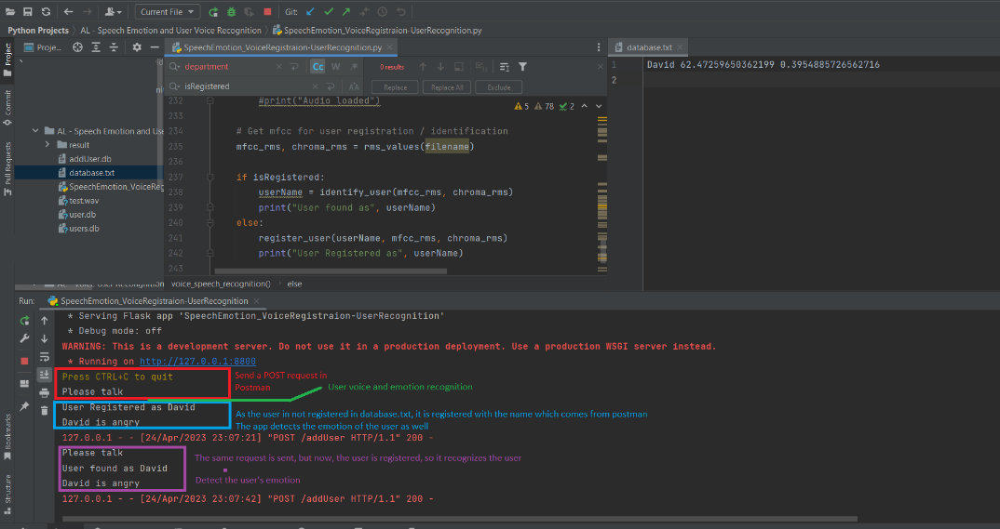 Current File
Git:
Python Projects
AL - Speech Emotion and User Voice Recognition
SpeechEmotion_VoiceRegistraion-UserRecognition.py
Project
Commit
Pull Requests
Bookmarks
Structure
Proje...
AL - Speech Emotion and Use
result
addUser.db
database.txt
SpeechEmotion_VoiceReg
test.wav
user.db
users.db
SpeechEmotion_VoiceRegistraion-UserRecognition.py
department
Cc
W
.*
0 results
isRegistered
Replace
Replace All
Exclude
5 78 2
232 #print("Audio loaded")
233
234 # Get mfcc for user registration / identification
235 mfcc_rms, chroma_rms = rms_values(filename)
236
237 if isRegistered:
238 userName = identify_user(mfcc_rms, chroma_rms)
239 print("User found as", userName)
240 else:
241 register_user(userName, mfcc_rms, chroma_rms)
242 print("User Registered as", userName)
243
voice_speech_recognition()
else
database.txt
1 David 62.47259650362199 0.3954885726562716
2
Run:
SpeechEmotion_VoiceRegistraion-UserRecognition
* Serving Flask app 'SpeechEmotion_VoiceRegistraion-UserRecognition'
* Debug mode: off
WARNING: This is a development server. Do not use it in a production deployment. Use a production WSGI server instead.
* Running on http://127.0.0.1:8800
Press CTRL+C to quit
Please talk
Send a POST request in
Postman
User voice and emotion recognition
User Registered as David
David is angry
As the user in not registered in database.txt, it is registered with the name which comes from postman
The app detects the emotion of the user as well
127.0.0.1 - - [24/Apr/2023 23:07:21] "POST /addUser HTTP/1.1" 200 -
Please talk
User found as David
David is angry
The same request is sent, but now, the user is registered, so it recognizes the user
Detect the user's emotion
127.0.0.1 - - [24/Apr/2023 23:07:42] "POST /addUser HTTP/1.1" 200 -